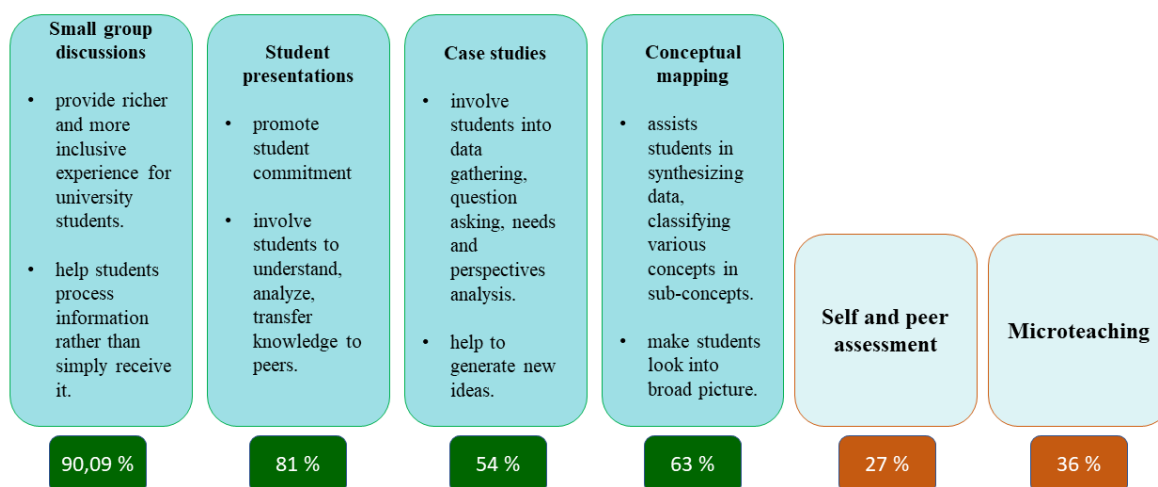 Small group
discussions
• provide richer
and more
inclusive
experience for
university
students.
• help students
process
information
rather than
simply receive
it.
90,09 %
Student
presentations
• promote
student
commitment
• involve
students to
understand,
analyze,
transfer
knowledge to
peers.
81 %
Case studies
• involve
students into
data
gathering,
question
asking, needs
and
perspectives
analysis.
• help to
generate new
ideas.
54 %
Conceptual
mapping
• assists
students in
synthesizing
data,
classifying
various
concepts in
sub-concepts.
• make students
look into
broad picture.
63 %
Self and peer
assessment
27 %
Microteaching
36 %